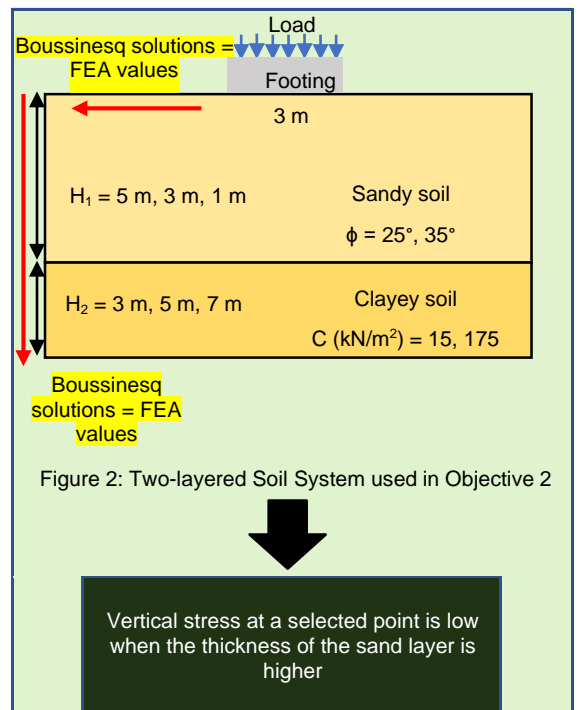 Load
Boussinesq solutions =
FEA values
Footing
3 m
H₁ = 5 m, 3 m, 1 m
Sandy soil
ϕ = 25°, 35°
H₂ = 3 m, 5 m, 7 m
Clayey soil
C (kN/m²) = 15, 175
Boussinesq
solutions = FEA
values
Figure 2: Two-layered Soil System used in Objective 2
Vertical stress at a selected point is low
when the thickness of the sand layer is
higher